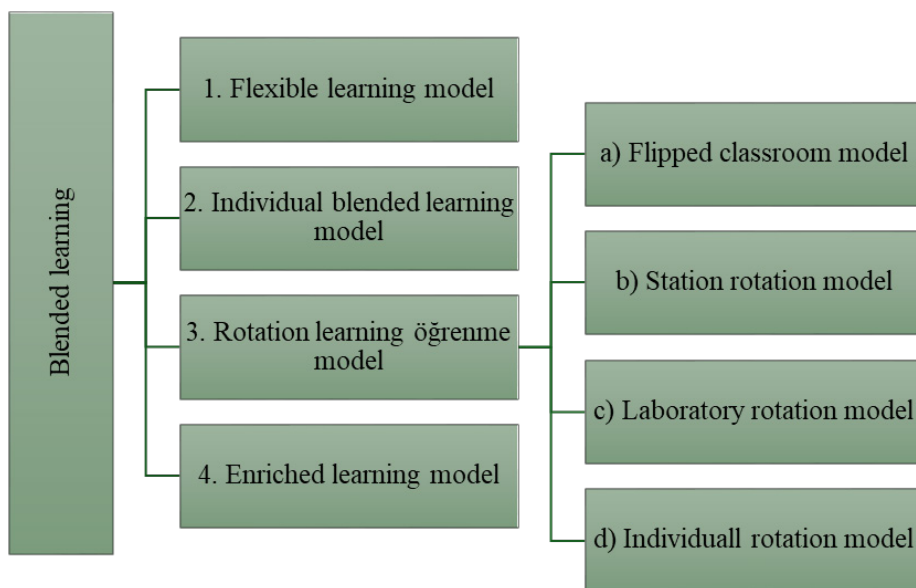 Blended learning
1. Flexible learning model
2. Individual blended learning
model
3. Rotation learning öğrenme
model
4. Enriched learning model
a) Flipped classroom model
b) Station rotation model
c) Laboratory rotation model
d) Individuall rotation model